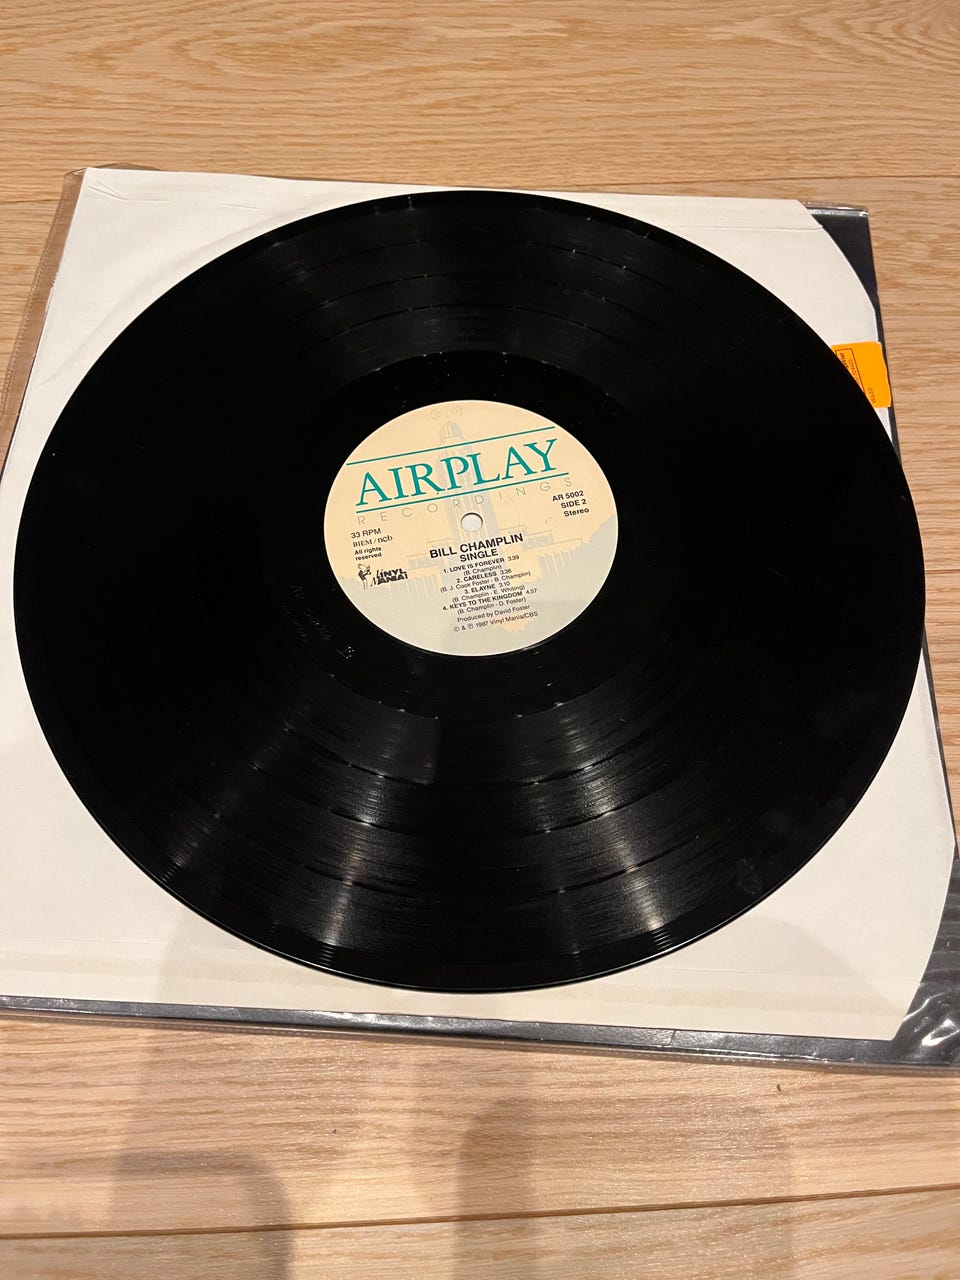 AIRPLAY
RECORDINGS
33 RPM
BIEM / ncb
All rights
reserved
VINYL
MANIA!
AR 5002
SIDE 2
Stereo
BILL CHAMPLIN
SINGLE
1. LOVE IS FOREVER 3:39
(B. Champlin)
2. CARELESS 3.36
(B. J. Cook Foster - B. Champlin)
3. ELAYNE 3.10
(B. Champlin - E. Whiting)
4. KEYS TO THE KINGDOM 4.57
(B. Champlin - D. Foster)
Produced by David Foster
© & ℗ 1987 Vinyl Mania/CBS